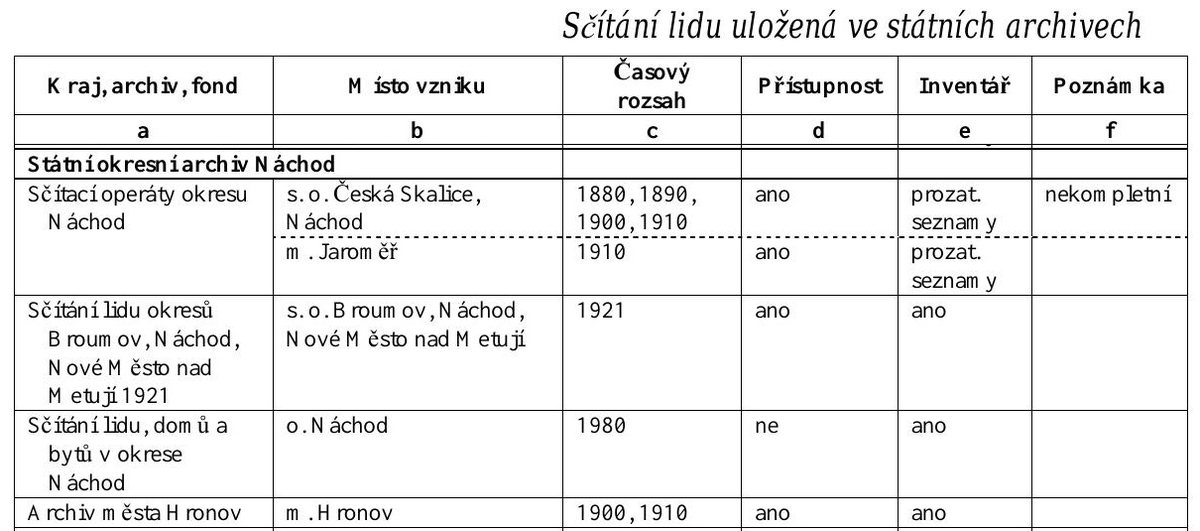 Sčítání lidu uložená ve státních archivech
Kraj, archiv, fond Místo vzniku Časový rozsah Přístupnost Inventář Poznámka
a b c d e f
Státní okresní archiv Náchod
Sčítací operáty okresu s.o. Česká Skalice, 1880, 1890, ano prozat. nekompletní
Náchod Náchod 1900, 1910 seznamy
m. Jaroměř 1910 ano prozat.
seznamy
Sčítání lidu okresů s.o. Broumov, Náchod, 1921 ano ano
Broumov, Náchod, Nové Město nad Metují
Nové Město nad
Metují 1921
Sčítání lidu, domů a o. Náchod 1980 ne ano
bytů v okrese
Náchod
Archiv města Hronov m. Hronov 1900, 1910 ano ano